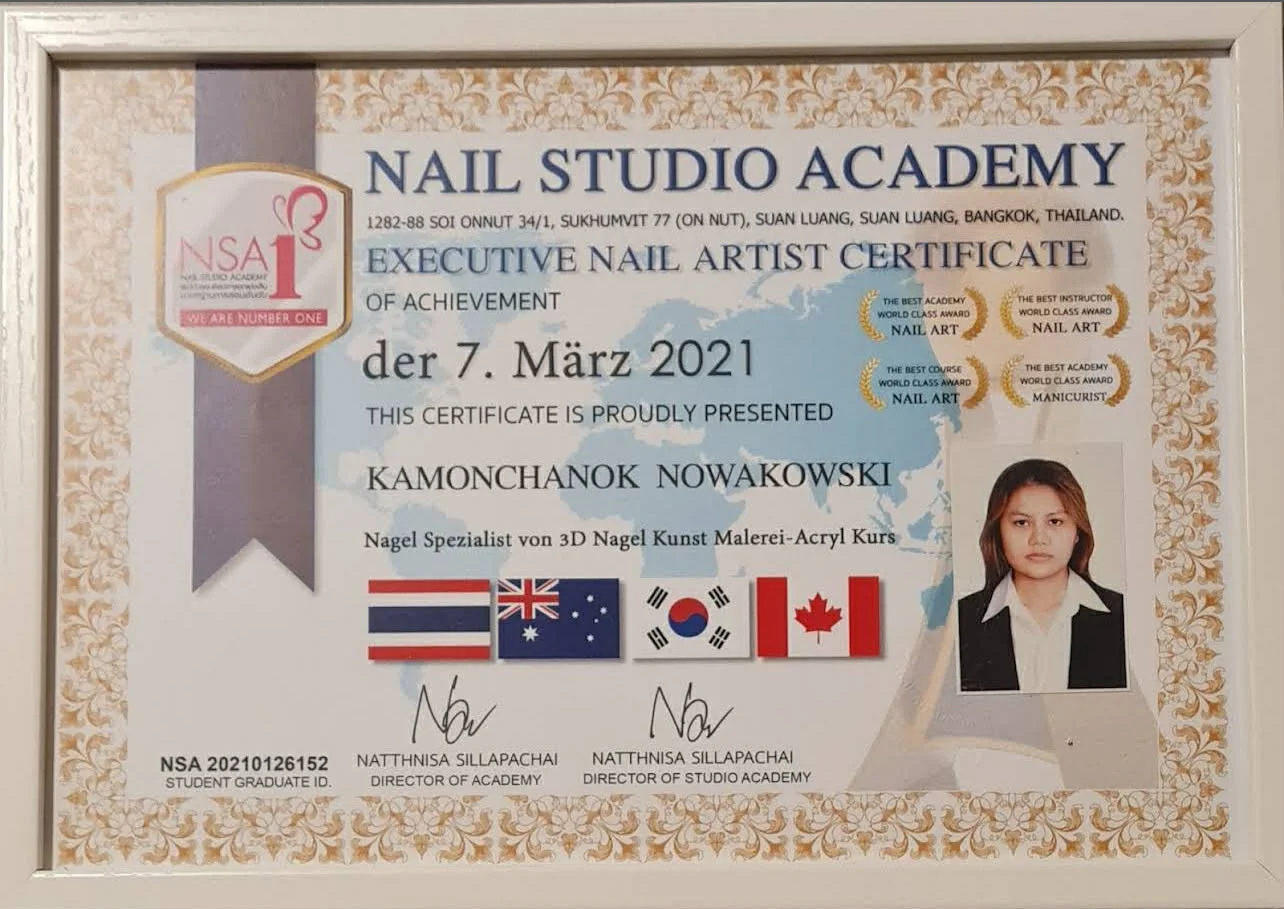 NAIL STUDIO ACADEMY
1282-88 SOI ONNUT 34/1, SUKHUMVIT 77 (ON NUT), SUAN LUANG, SUAN LUANG, BANGKOK, THAILAND.
EXECUTIVE NAIL ARTIST CERTIFICATE
OF ACHIEVEMENT
der 7. März 2021
THIS CERTIFICATE IS PROUDLY PRESENTED
KAMONCHANOK NOWAKOWSKI
Nagel Spezialist von 3D Nagel Kunst Malerei-Acryl Kurs
NSA 1
NAIL STUDIO ACADEMY
WE ARE NUMBER ONE
THE BEST ACADEMY
WORLD CLASS AWARD
NAIL ART
THE BEST INSTRUCTOR
WORLD CLASS AWARD
NAIL ART
THE BEST COURSE
WORLD CLASS AWARD
NAIL ART
THE BEST ACADEMY
WORLD CLASS AWARD
MANICURIST
NSA 20210126152
STUDENT GRADUATE ID.
NATTHNISA SILLAPACHAI
DIRECTOR OF ACADEMY
NATTHNISA SILLAPACHAI
DIRECTOR OF STUDIO ACADEMY